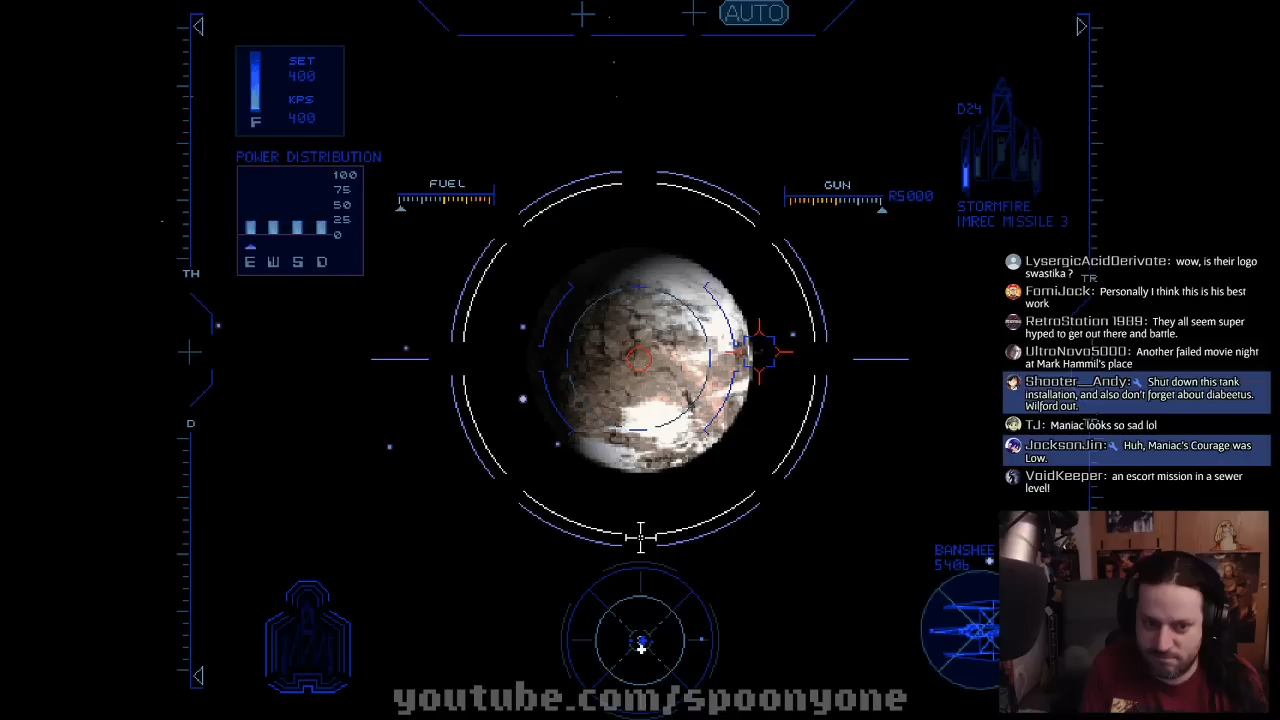 AUTO
SET
400
KPS
400
F
POWER DISTRIBUTION
100
75
50
25
0
E W S D
FUEL
GUN
R5000
D24
STORMFIRE
IMREC MISSILE 3
TH
TR
D
LysergicAcidDerivate: wow, is their logo
swastika ?
FamiJock: Personally I think this is his best
work
RetroStation 1989: They all seem super
hyped to get out there and battle.
UltraNova5000: Another failed movie night
at Mark Hammil's place
Shooter__Andy: Shut down this tank
installation, and also don't forget about diabeetus.
Wilford out.
TJ: Maniac looks so sad lol
JacksonJin: Huh, Maniac's Courage was
Low.
VoidKeeper: an escort mission in a sewer
level!
BANSHEE
5406
youtube.com/spoonyone